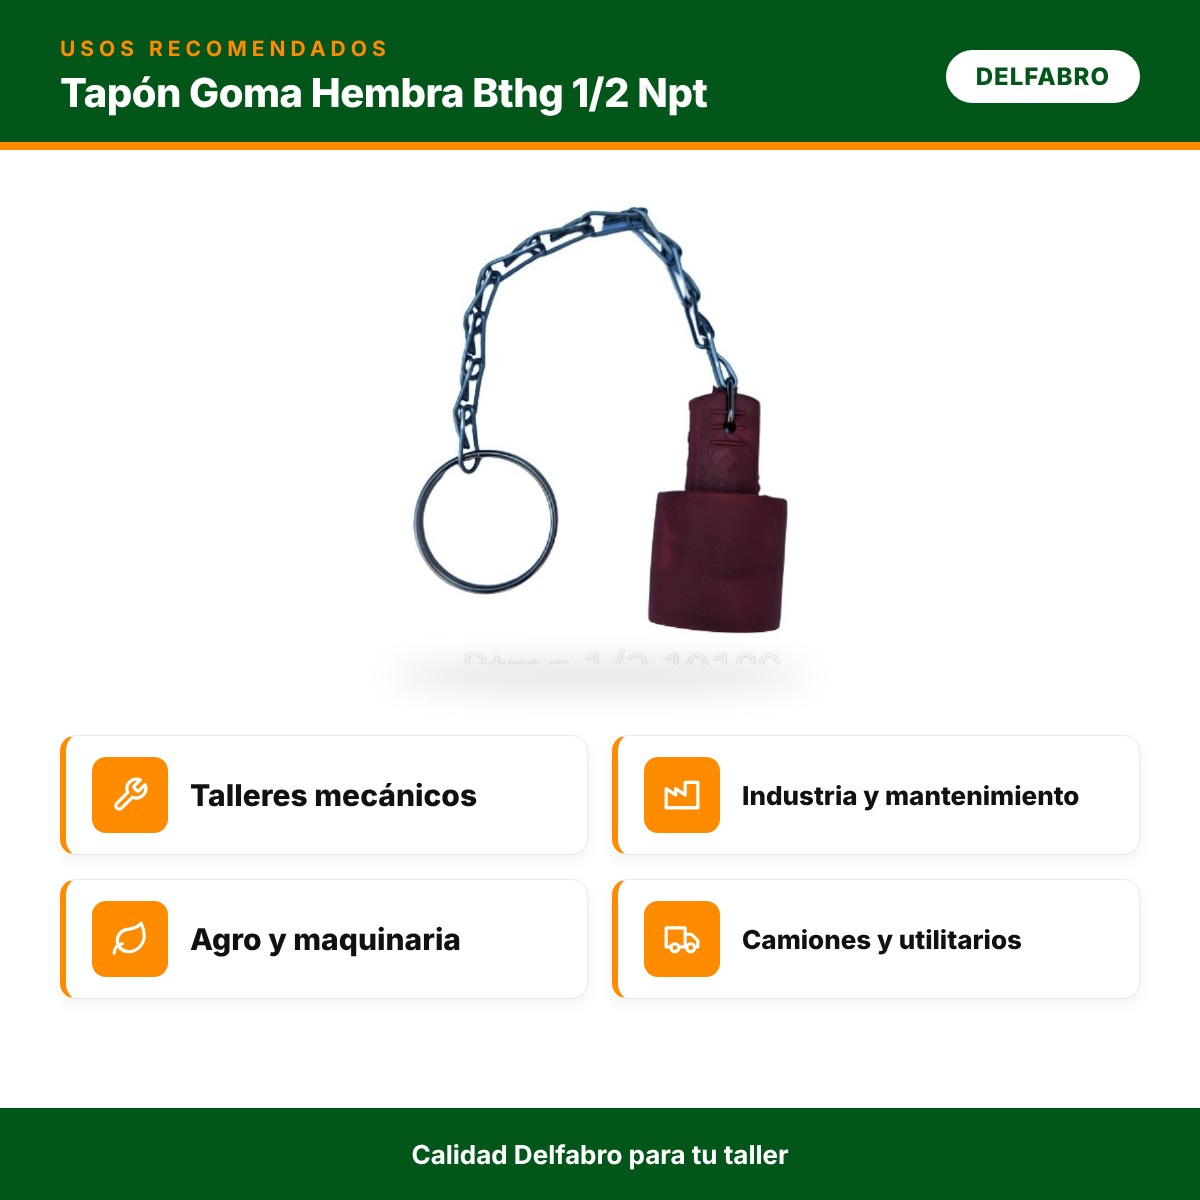 USOS RECOMENDADOS
Tapón Goma Hembra Bthg 1/2 Npt
DELFABRO
Talleres mecánicos
Industria y mantenimiento
Agro y maquinaria
Camiones y utilitarios
Calidad Delfabro para tu taller